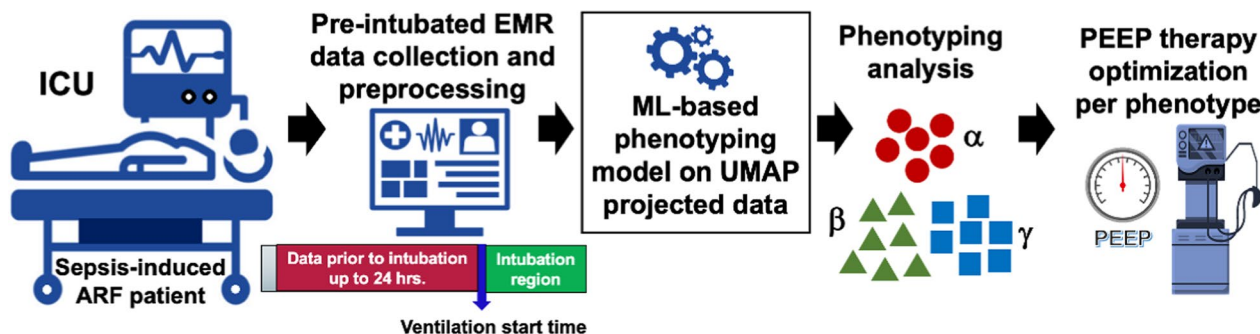 ICU
Sepsis-induced
ARF patient
Pre-intubated EMR
data collection and
preprocessing
Data prior to intubation
up to 24 hrs.
Intubation
region
Ventilation start time
ML-based
phenotyping
model on UMAP
projected data
Phenotyping
analysis
α
β
γ
PEEP therapy
optimization
per phenotype
PEEP